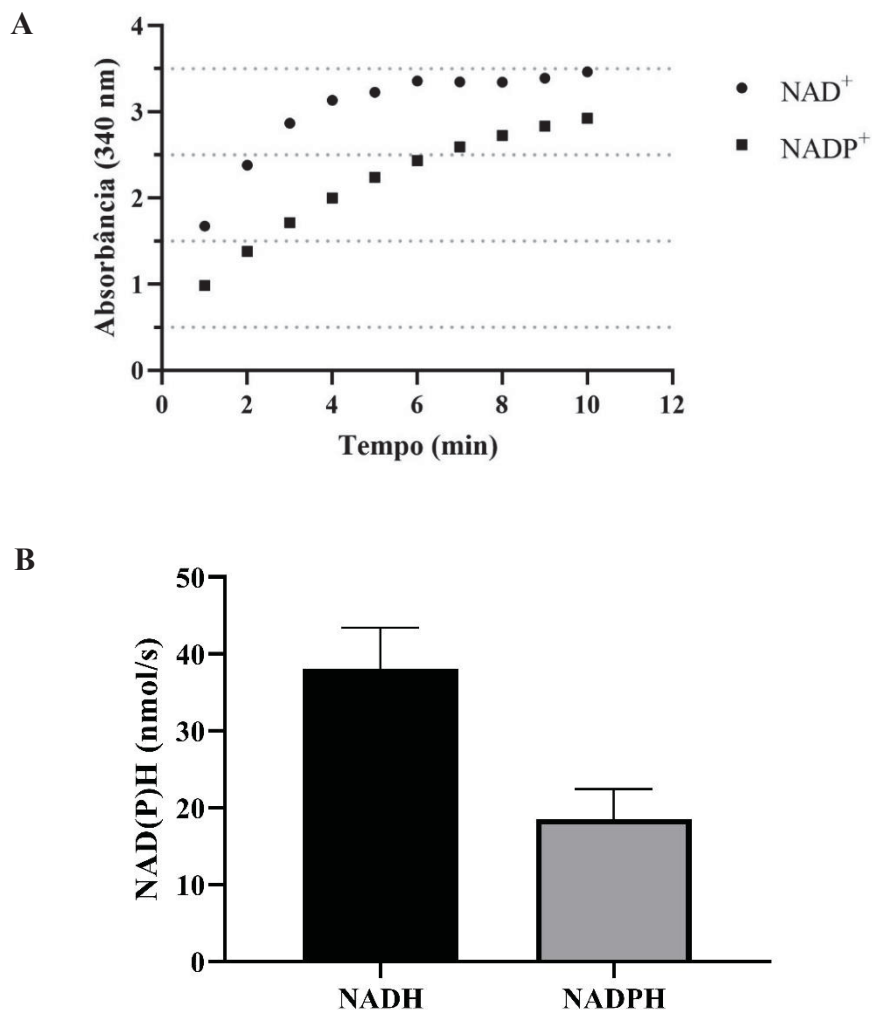 A
Absorbância (340 nm)
4
3
2
1
0
0 2 4 6 8 10 12
Tempo (min)
NAD⁺
NADP⁺
B
NAD(P)H (nmol/s)
50
40
30
20
10
0
NADH NADPH